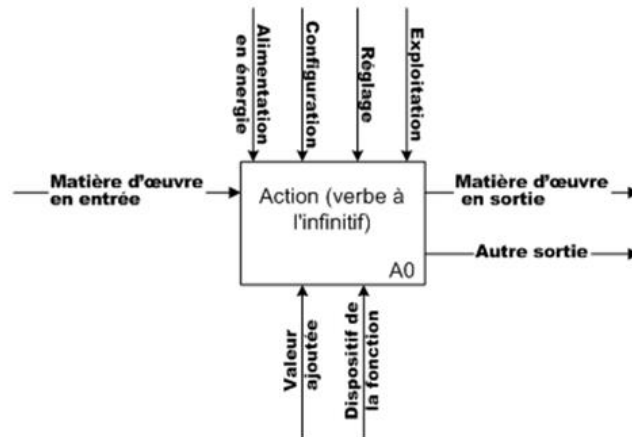 Alimentation
en énergie
Configuration
Réglage
Exploitation
Matière d'œuvre
en entrée
Action (verbe à
l'infinitif)
A0
Matière d'œuvre
en sortie
Autre sortie
Valeur
ajoutée
Dispositif de
la fonction